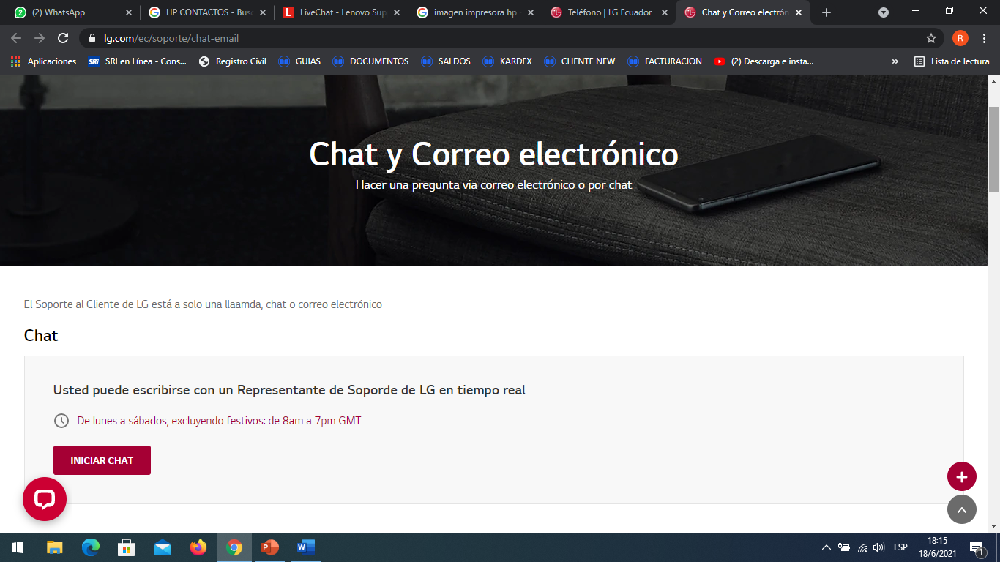 (2) WhatsApp
HP CONTACTOS - Busc
LiveChat - Lenovo Sup
imagen impresora hp
Teléfono | LG Ecuador
Chat y Correo electrón
lg.com/ec/soporte/chat-email
R
Aplicaciones
SRI SRI en Línea - Cons...
Registro Civil
GUIAS
DOCUMENTOS
SALDOS
KARDEX
CLIENTE NEW
FACTURACION
(2) Descarga e insta...
»
Lista de lectura
Chat y Correo electrónico
Hacer una pregunta via correo electrónico o por chat
El Soporte al Cliente de LG está a solo una llaamda, chat o correo electrónico
Chat
Usted puede escribirse con un Representante de Soporde de LG en tiempo real
De lunes a sábados, excluyendo festivos: de 8am a 7pm GMT
INICIAR CHAT
ESP
18:15
18/6/2021
1